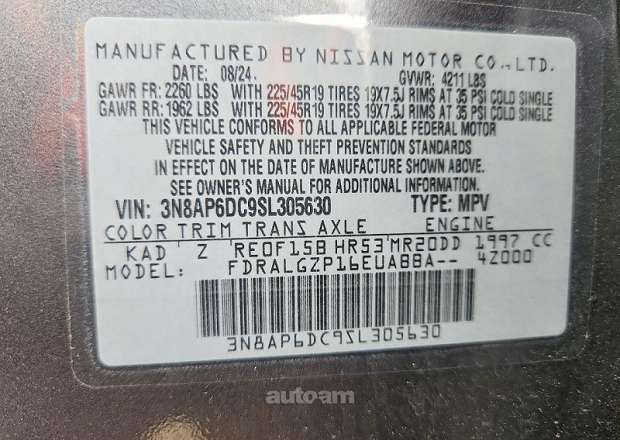 MANUFACTURED BY NISSAN MOTOR CO.,LTD.
DATE: 08/24. GVWR: 4211 LBS
GAWR FR: 2260 LBS WITH 225/45R19 TIRES 19X7.5J RIMS AT 35 PSI COLD SINGLE
GAWR RR: 1962 LBS WITH 225/45R19 TIRES 19X7.5J RIMS AT 35 PSI COLD SINGLE
THIS VEHICLE CONFORMS TO ALL APPLICABLE FEDERAL MOTOR
VEHICLE SAFETY AND THEFT PREVENTION STANDARDS
IN EFFECT ON THE DATE OF MANUFACTURE SHOWN ABOVE.
SEE OWNER'S MANUAL FOR ADDITIONAL INFORMATION.
VIN: 3N8AP6DC9SL305630 TYPE: MPV
COLOR TRIM TRANS AXLE ENGINE
KAD Z RE0F15B HR53 MR20DD 1997 CC
MODEL: FDRALGZP16EUA88A-- 4Z000
3N8AP6DC9SL305630
auto-am